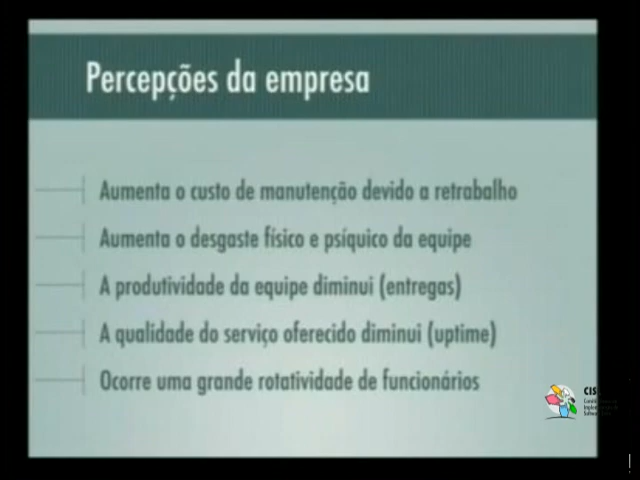 Percepções da empresa
Aumenta o custo de manutenção devido a retrabalho
Aumenta o desgaste físico e psíquico da equipe
A produtividade da equipe diminui (entregas)
A qualidade do serviço oferecido diminui (uptime)
Ocorre uma grande rotatividade de funcionários
CIS